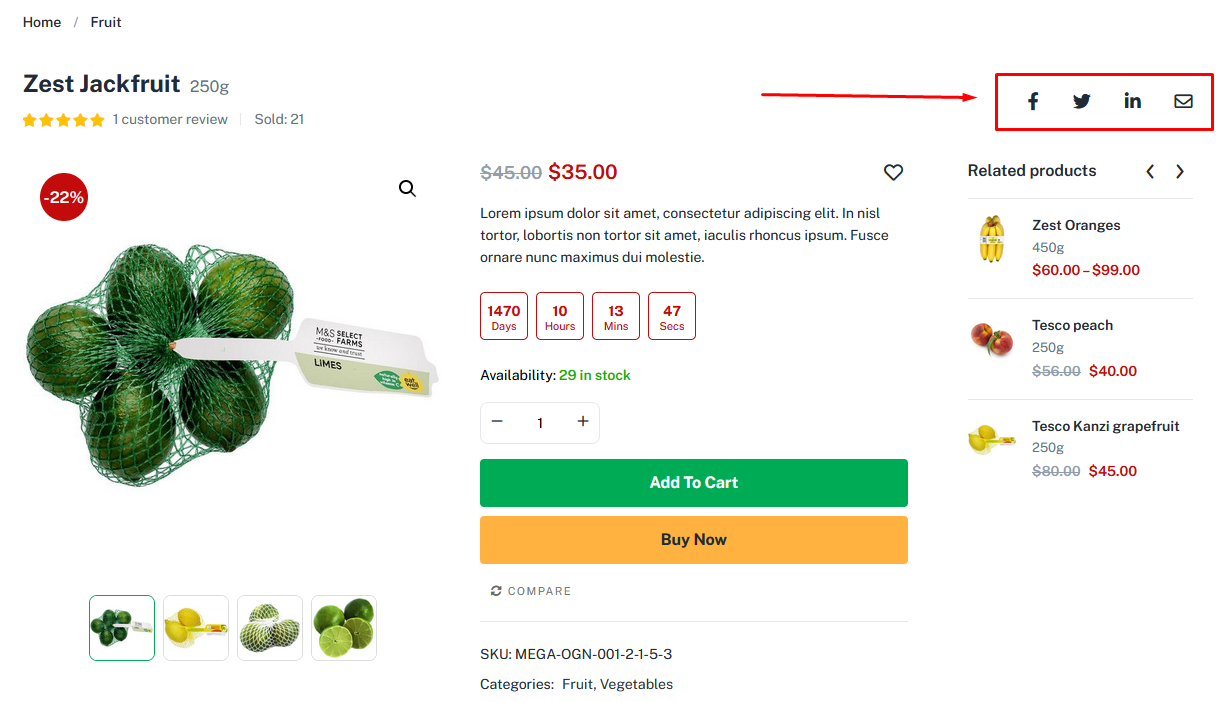 Home / Fruit
Zest Jackfruit 250g
1 customer review Sold: 21
-22%
M&S SELECT
-FOOD- FARMS
we know and trust
LIMES
eat well
$45.00 $35.00
Lorem ipsum dolor sit amet, consectetur adipiscing elit. In nisl
tortor, lobortis non tortor sit amet, iaculis rhoncus ipsum. Fusce
ornare nunc maximus dui molestie.
1470 10 13 47
Days Hours Mins Secs
Availability: 29 in stock
− 1 +
Add To Cart
Buy Now
COMPARE
SKU: MEGA-OGN-001-2-1-5-3
Categories: Fruit, Vegetables
f in
Related products
Zest Oranges
450g
$60.00 – $99.00
Tesco peach
250g
$56.00 $40.00
Tesco Kanzi grapefruit
250g
$80.00 $45.00